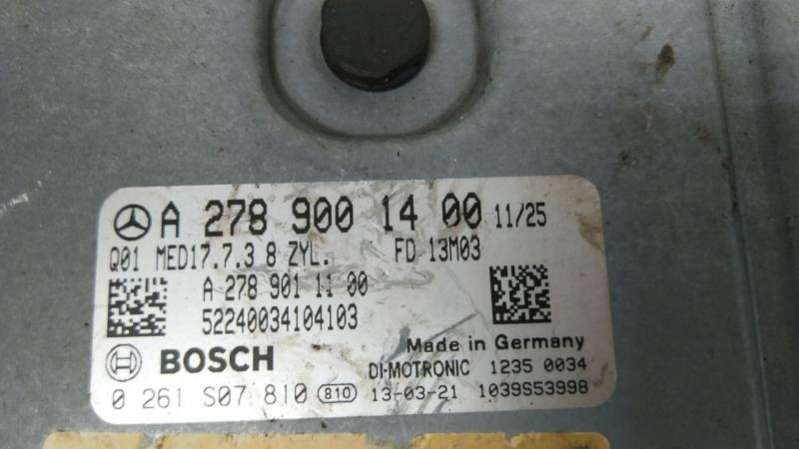 A 278 900 14 00 11/25
Q01 MED17.7.3 8 ZYL. FD 13M03
A 278 901 11 00
52240034104103
Made in Germany
BOSCH DI-MOTRONIC 1235 0034
0 261 S07 810 810 13-03-21 1039S53998